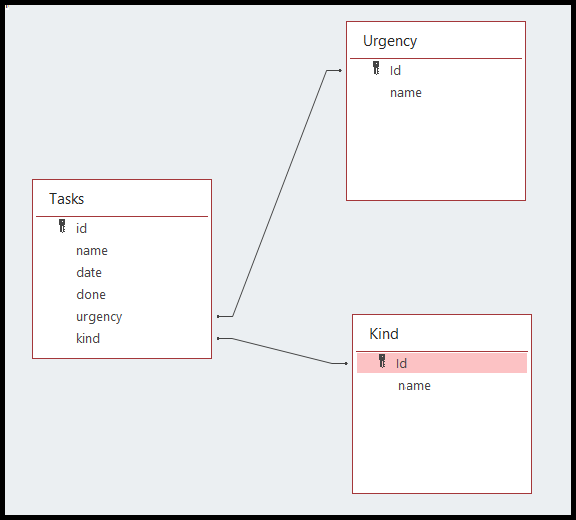 Urgency
Id
name
Tasks
id
name
date
done
urgency
kind
Kind
Id
name